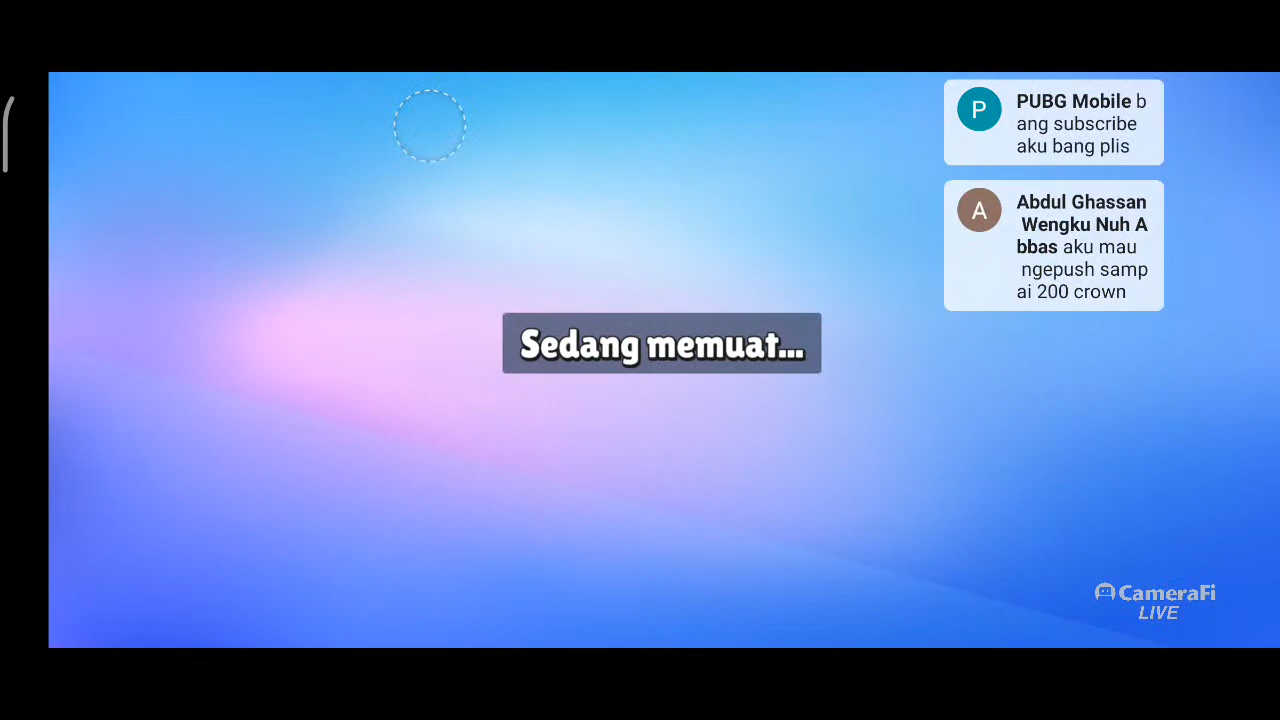 PUBG Mobile b
ang subscribe
aku bang plis
Abdul Ghassan
Wengku Nuh A
bbas aku mau
ngepush samp
ai 200 crown
Sedang memuat...
CameraFi
LIVE